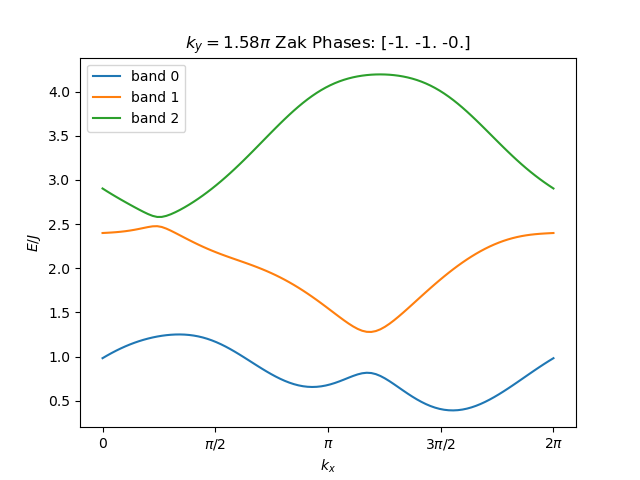 k_y = 1.58π Zak Phases: [-1. -1. -0.]
band 0
band 1
band 2
4.0
3.5
3.0
2.5
2.0
1.5
1.0
0.5
E/J
0 π/2 π 3π/2 2π
k_x